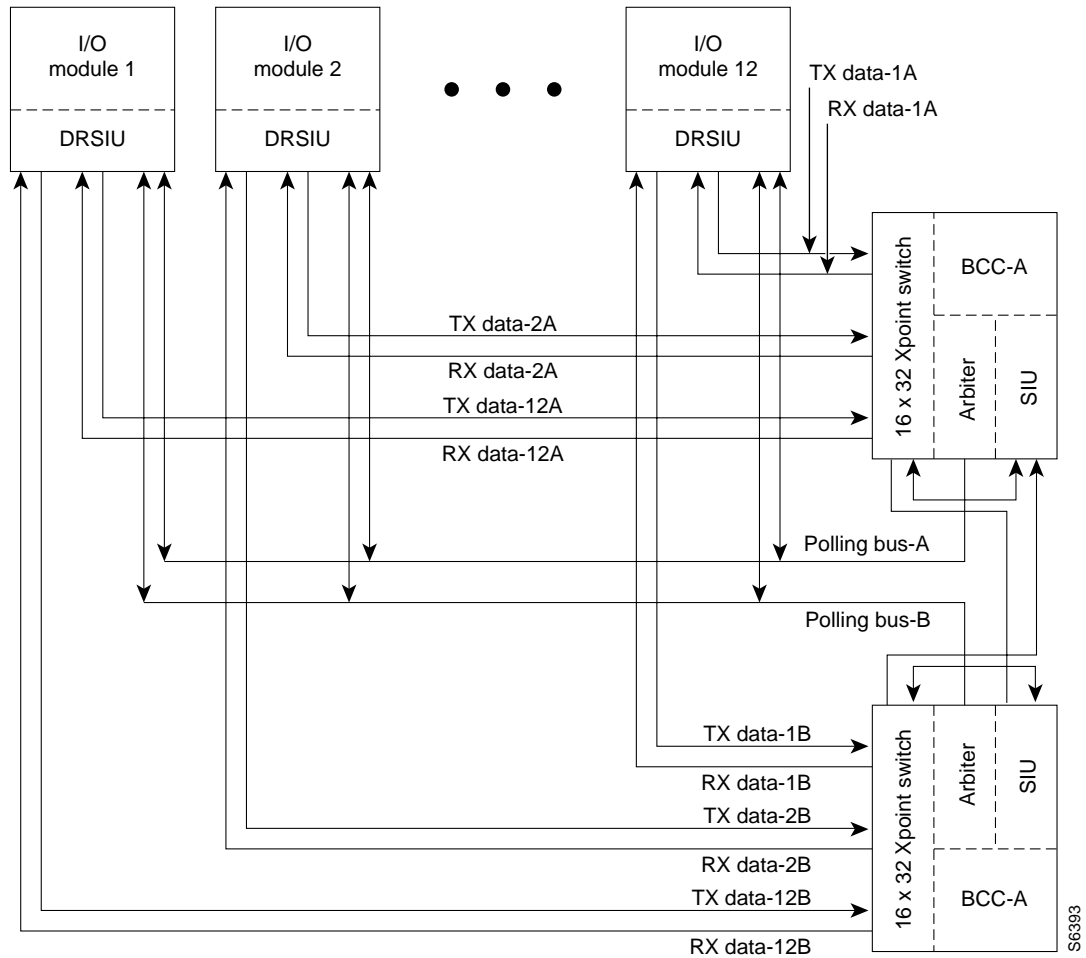 I/O
module 1
DRSIU
I/O
module 2
DRSIU
I/O
module 12
DRSIU
TX data-1A
RX data-1A
16 x 32 Xpoint switch
BCC-A
Arbiter
SIU
TX data-2A
RX data-2A
TX data-12A
RX data-12A
Polling bus-A
Polling bus-B
TX data-1B
RX data-1B
TX data-2B
RX data-2B
TX data-12B
RX data-12B
16 x 32 Xpoint switch
Arbiter
SIU
BCC-A
S6393